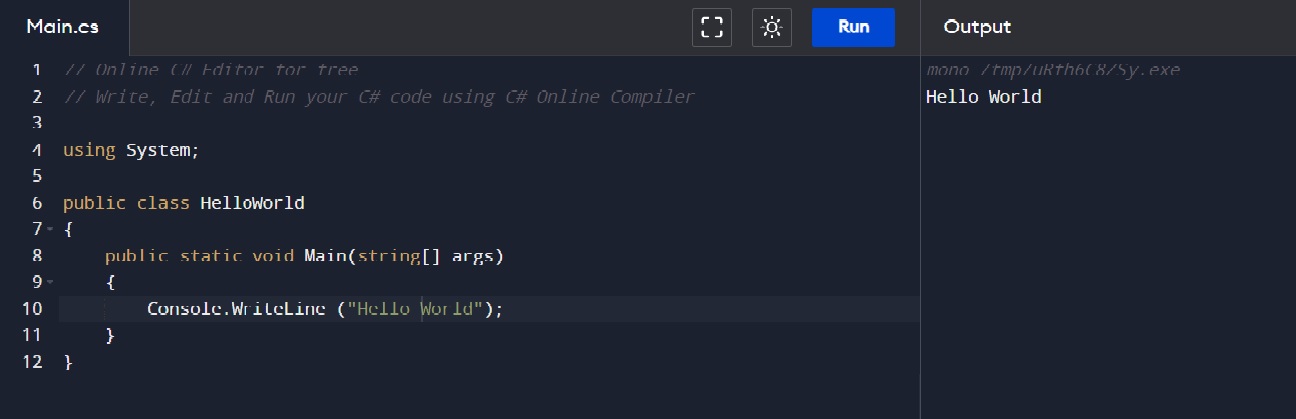 Main.cs
Run
Output
1 // Online C# Editor for free
2 // Write, Edit and Run your C# code using C# Online Compiler
3
4 using System;
5
6 public class HelloWorld
7 {
8     public static void Main(string[] args)
9     {
10         Console.WriteLine ("Hello World");
11     }
12 }
mono /tmp/uRfh6C8/Sy.exe
Hello World